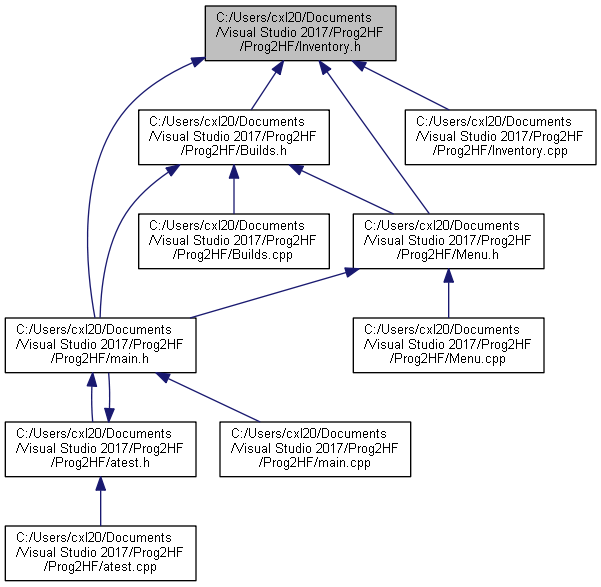 C:/Users/cxl20/Documents
/Visual Studio 2017/Prog2HF
/Prog2HF/Inventory.h
C:/Users/cxl20/Documents
/Visual Studio 2017/Prog2HF
/Prog2HF/Builds.h
C:/Users/cxl20/Documents
/Visual Studio 2017/Prog2HF
/Prog2HF/Inventory.cpp
C:/Users/cxl20/Documents
/Visual Studio 2017/Prog2HF
/Prog2HF/Builds.cpp
C:/Users/cxl20/Documents
/Visual Studio 2017/Prog2HF
/Prog2HF/Menu.h
C:/Users/cxl20/Documents
/Visual Studio 2017/Prog2HF
/Prog2HF/main.h
C:/Users/cxl20/Documents
/Visual Studio 2017/Prog2HF
/Prog2HF/Menu.cpp
C:/Users/cxl20/Documents
/Visual Studio 2017/Prog2HF
/Prog2HF/atest.h
C:/Users/cxl20/Documents
/Visual Studio 2017/Prog2HF
/Prog2HF/main.cpp
C:/Users/cxl20/Documents
/Visual Studio 2017/Prog2HF
/Prog2HF/atest.cpp